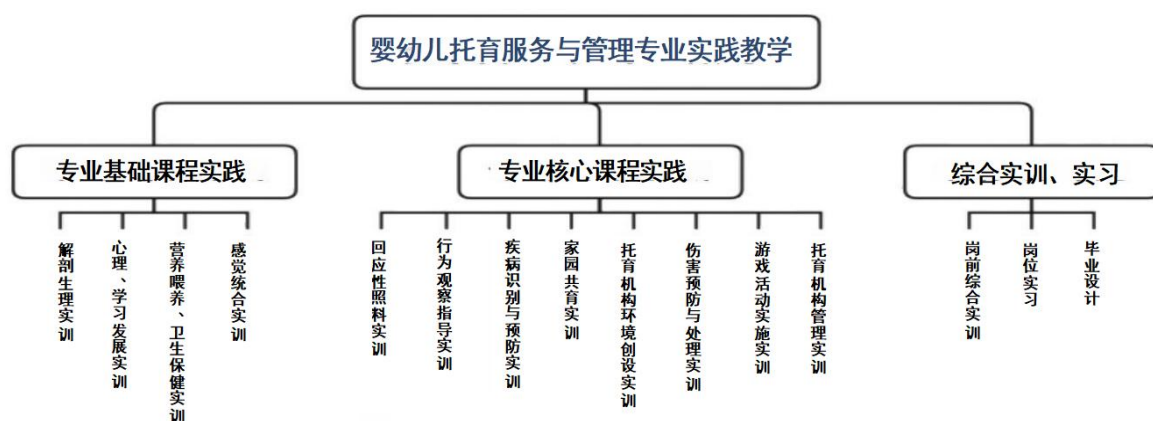 婴幼儿托育服务与管理专业实践教学
专业基础课程实践
专业核心课程实践
综合实训、实习
解剖生理实训
心理、学习发展实训
营养喂养、卫生保健实训
感觉统合实训
回应性照料实训
行为观察指导实训
疾病识别与预防实训
家园共育实训
托育机构环境创设实训
伤害预防与处理实训
游戏活动实施实训
托育机构管理实训
岗前综合实训
岗位实习
毕业设计